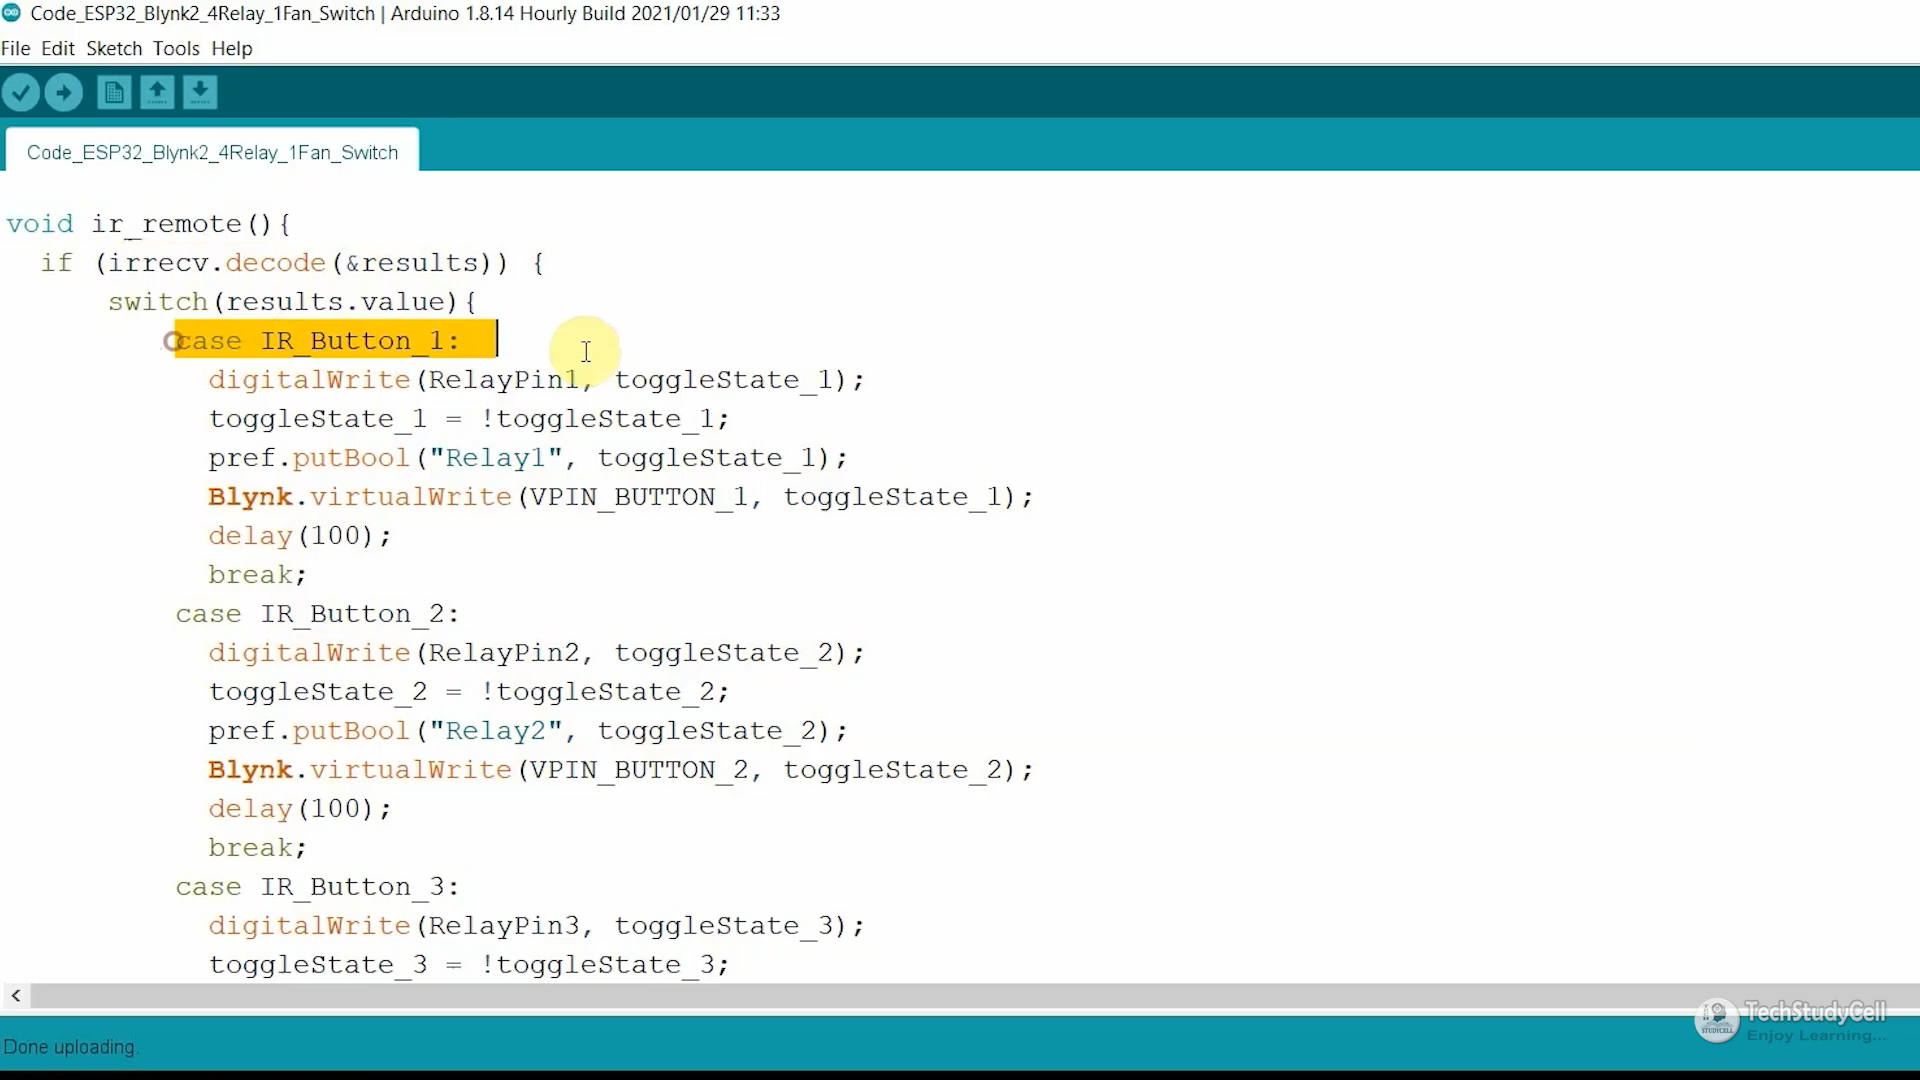 Code_ESP32_Blynk2_4Relay_1Fan_Switch | Arduino 1.8.14 Hourly Build 2021/01/29 11:33
File Edit Sketch Tools Help
Code_ESP32_Blynk2_4Relay_1Fan_Switch
void ir_remote(){
if (irrecv.decode(&results)) {
switch(results.value){
case IR_Button_1:
digitalWrite(RelayPin1, toggleState_1);
toggleState_1 = !toggleState_1;
pref.putBool("Relay1", toggleState_1);
Blynk.virtualWrite(VPIN_BUTTON_1, toggleState_1);
delay(100);
break;
case IR_Button_2:
digitalWrite(RelayPin2, toggleState_2);
toggleState_2 = !toggleState_2;
pref.putBool("Relay2", toggleState_2);
Blynk.virtualWrite(VPIN_BUTTON_2, toggleState_2);
delay(100);
break;
case IR_Button_3:
digitalWrite(RelayPin3, toggleState_3);
toggleState_3 = !toggleState_3;
STUDYCELL
TechStudyCell
Enjoy Learning...
Done uploading.